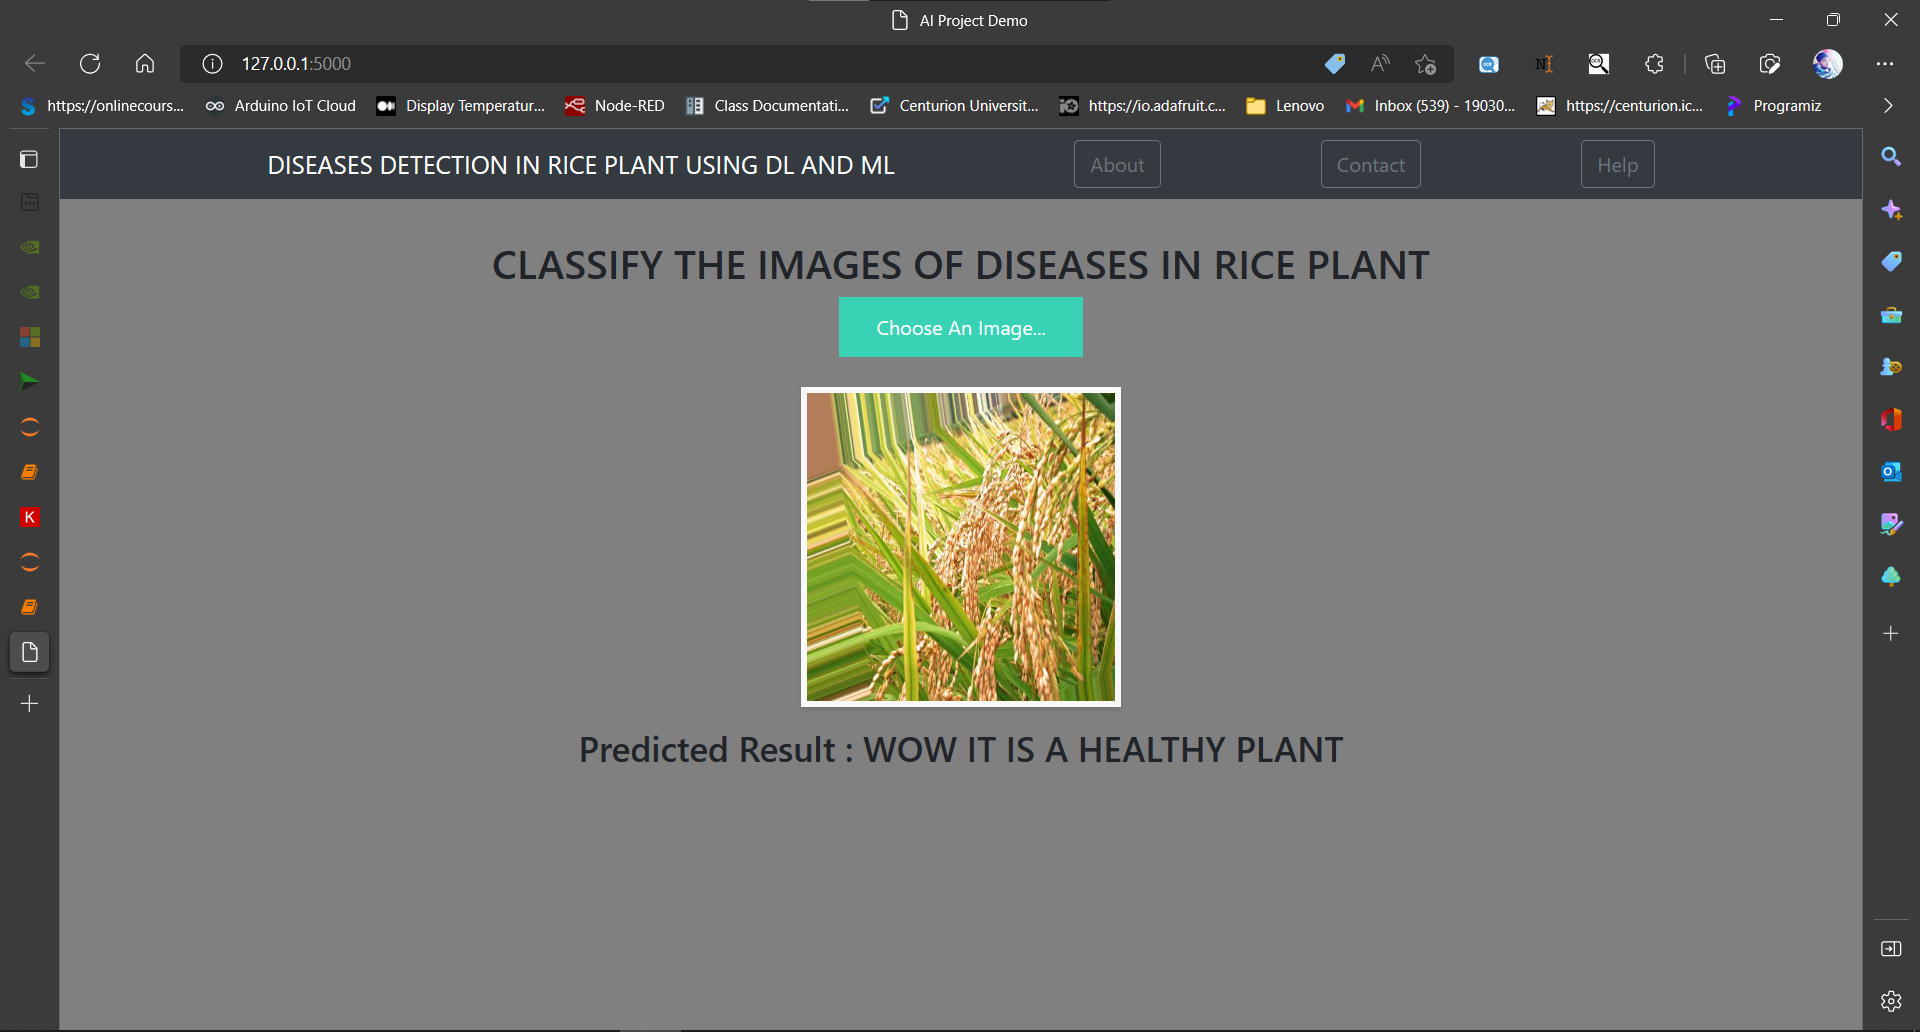 AI Project Demo
127.0.0.1:5000
https://onlinecours... Arduino IoT Cloud Display Temperatur... Node-RED Class Documentati... Centurion Universit... https://io.adafruit.c... Lenovo Inbox (539) - 19030... https://centurion.ic... Programiz
DISEASES DETECTION IN RICE PLANT USING DL AND ML About Contact Help
CLASSIFY THE IMAGES OF DISEASES IN RICE PLANT
Choose An Image...
Predicted Result : WOW IT IS A HEALTHY PLANT